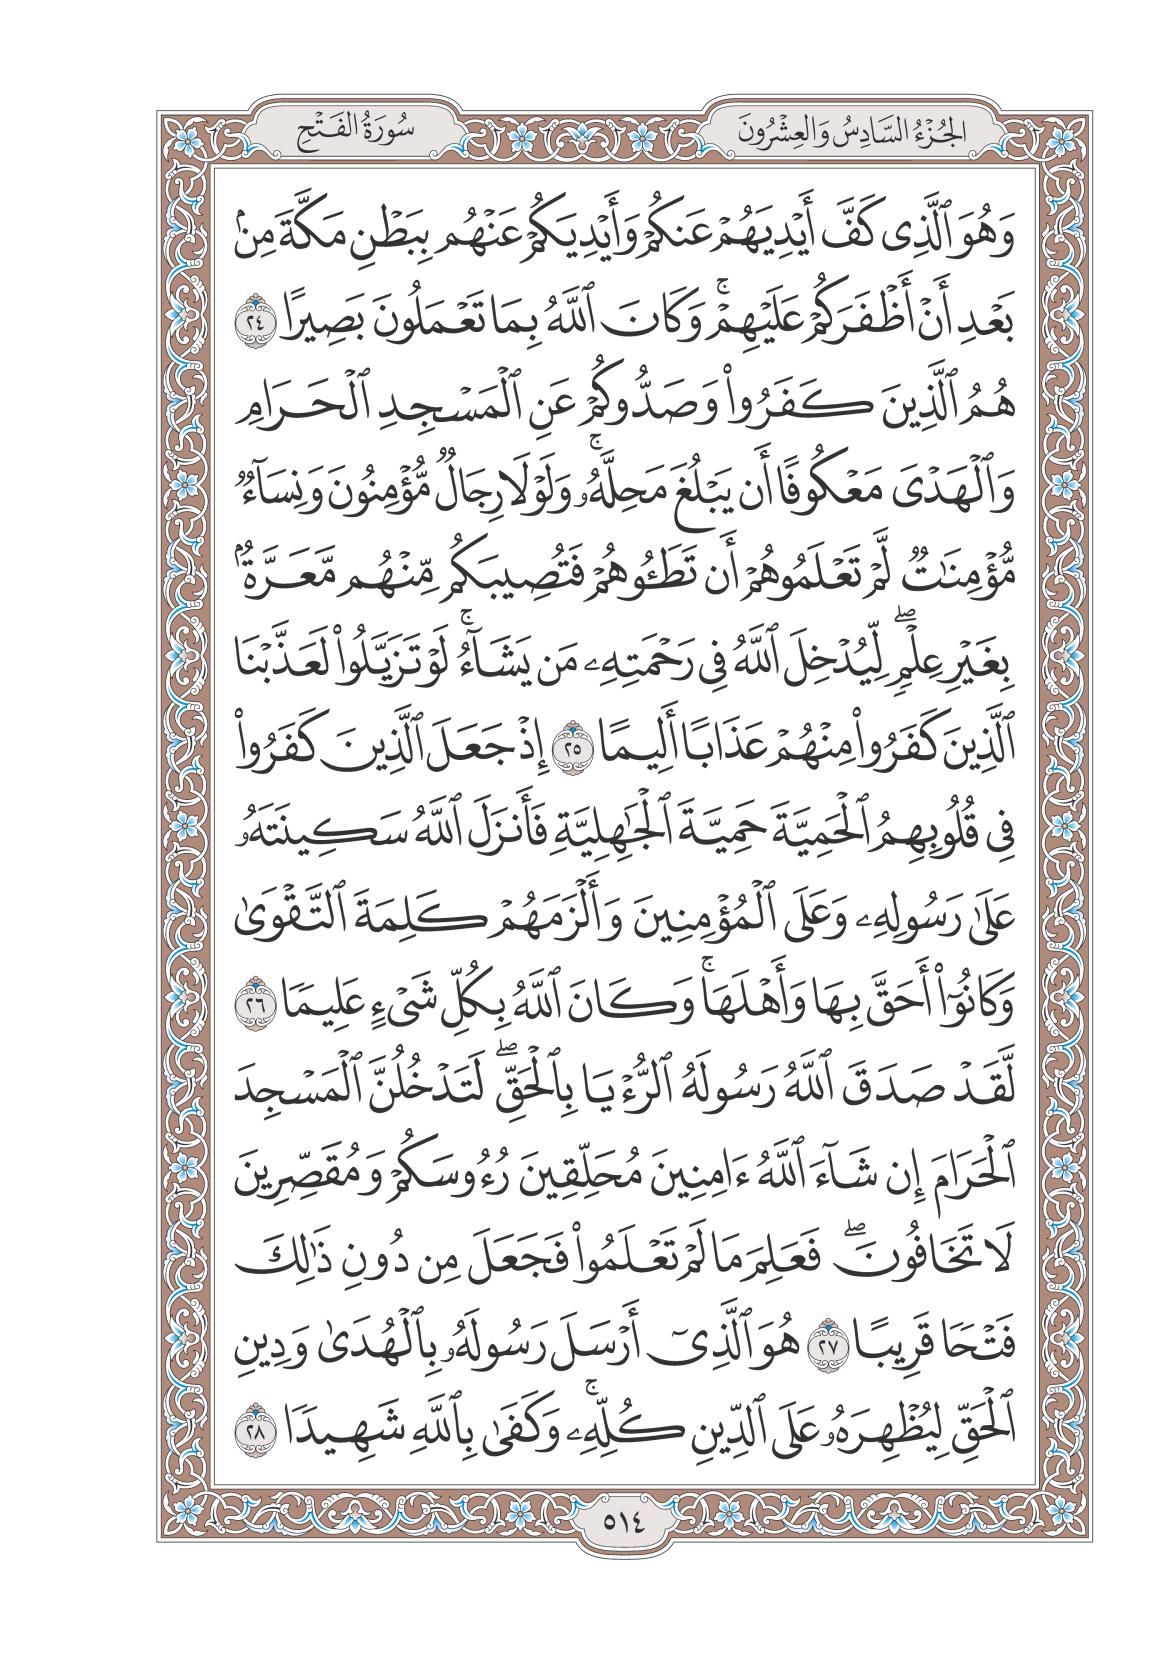 الجُزْءُ السَّادِسُ وَالعِشْرُونَ
سُورَةُ الفَتْحِ
وَهُوَ ٱلَّذِى كَفَّ أَيْدِيَهُمْ عَنكُمْ وَأَيْدِيَكُمْ عَنْهُم بِبَطْنِ مَكَّةَ مِنۢ
بَعْدِ أَنْ أَظْفَرَكُمْ عَلَيْهِمْ ۚ وَكَانَ ٱللَّهُ بِمَا تَعْمَلُونَ بَصِيرًا ٢٤
هُمُ ٱلَّذِينَ كَفَرُوا۟ وَصَدُّوكُمْ عَنِ ٱلْمَسْجِدِ ٱلْحَرَامِ
وَٱلْهَدْىَ مَعْكُوفًا أَن يَبْلُغَ مَحِلَّهُۥ ۚ وَلَوْلَا رِجَالٌ مُّؤْمِنُونَ وَنِسَآءٌ
مُّؤْمِنَـٰتٌ لَّمْ تَعْلَمُوهُمْ أَن تَطَـُٔوهُمْ فَتُصِيبَكُم مِّنْهُم مَّعَرَّةٌۢ
بِغَيْرِ عِلْمٍ ۖ لِّيُدْخِلَ ٱللَّهُ فِى رَحْمَتِهِۦ مَن يَشَآءُ ۚ لَوْ تَزَيَّلُوا۟ لَعَذَّبْنَا
ٱلَّذِينَ كَفَرُوا۟ مِنْهُمْ عَذَابًا أَلِيمًا ٢٥ إِذْ جَعَلَ ٱلَّذِينَ كَفَرُوا۟
فِى قُلُوبِهِمُ ٱلْحَمِيَّةَ حَمِيَّةَ ٱلْجَـٰهِلِيَّةِ فَأَنزَلَ ٱللَّهُ سَكِينَتَهُۥ
عَلَىٰ رَسُولِهِۦ وَعَلَى ٱلْمُؤْمِنِينَ وَأَلْزَمَهُمْ كَلِمَةَ ٱلتَّقْوَىٰ
وَكَانُوٓا۟ أَحَقَّ بِهَا وَأَهْلَهَا ۚ وَكَانَ ٱللَّهُ بِكُلِّ شَىْءٍ عَلِيمًا ٢٦
لَّقَدْ صَدَقَ ٱللَّهُ رَسُولَهُ ٱلرُّءْيَا بِٱلْحَقِّ ۖ لَتَدْخُلُنَّ ٱلْمَسْجِدَ
ٱلْحَرَامَ إِن شَآءَ ٱللَّهُ ءَامِنِينَ مُحَلِّقِينَ رُءُوسَكُمْ وَمُقَصِّرِينَ
لَا تَخَافُونَ ۖ فَعَلِمَ مَا لَمْ تَعْلَمُوا۟ فَجَعَلَ مِن دُونِ ذَٰلِكَ
فَتْحًا قَرِيبًا ٢٧ هُوَ ٱلَّذِىٓ أَرْسَلَ رَسُولَهُۥ بِٱلْهُدَىٰ وَدِينِ
ٱلْحَقِّ لِيُظْهِرَهُۥ عَلَى ٱلدِّينِ كُلِّهِۦ ۚ وَكَفَىٰ بِٱللَّهِ شَهِيدًا ٢٨
٥١٤